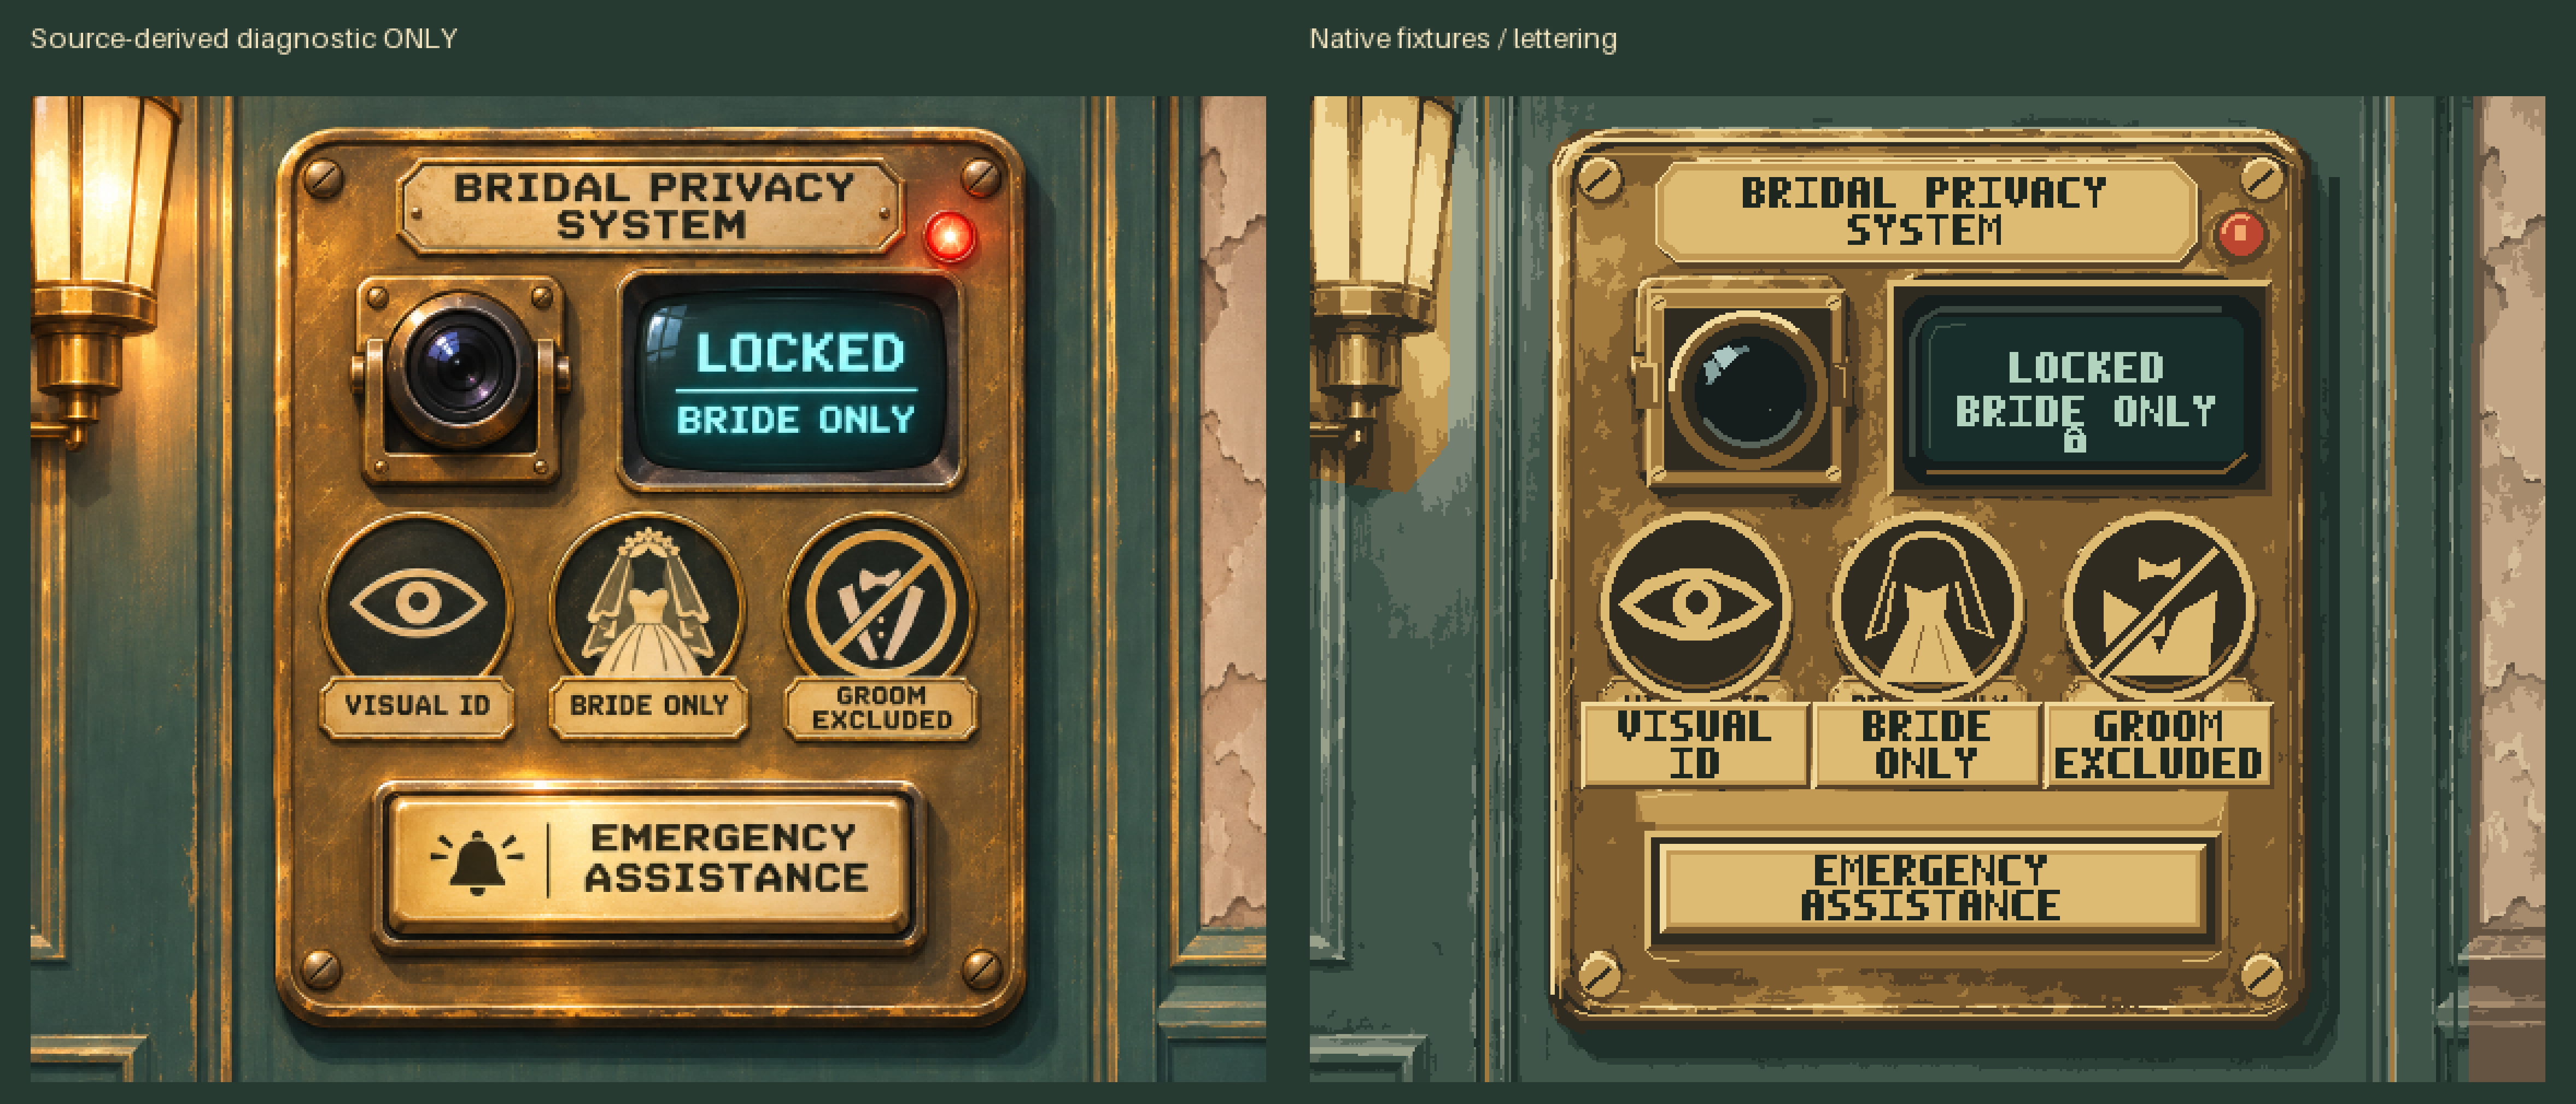 Source-derived diagnostic ONLY
BRIDAL PRIVACY
SYSTEM
LOCKED
BRIDE ONLY
VISUAL ID
BRIDE ONLY
GROOM
EXCLUDED
EMERGENCY
ASSISTANCE
Native fixtures / lettering
BRIDAL PRIVACY
SYSTEM
LOCKED
BRIDE ONLY
VISUAL
ID
BRIDE
ONLY
GROOM
EXCLUDED
EMERGENCY
ASSISTANCE